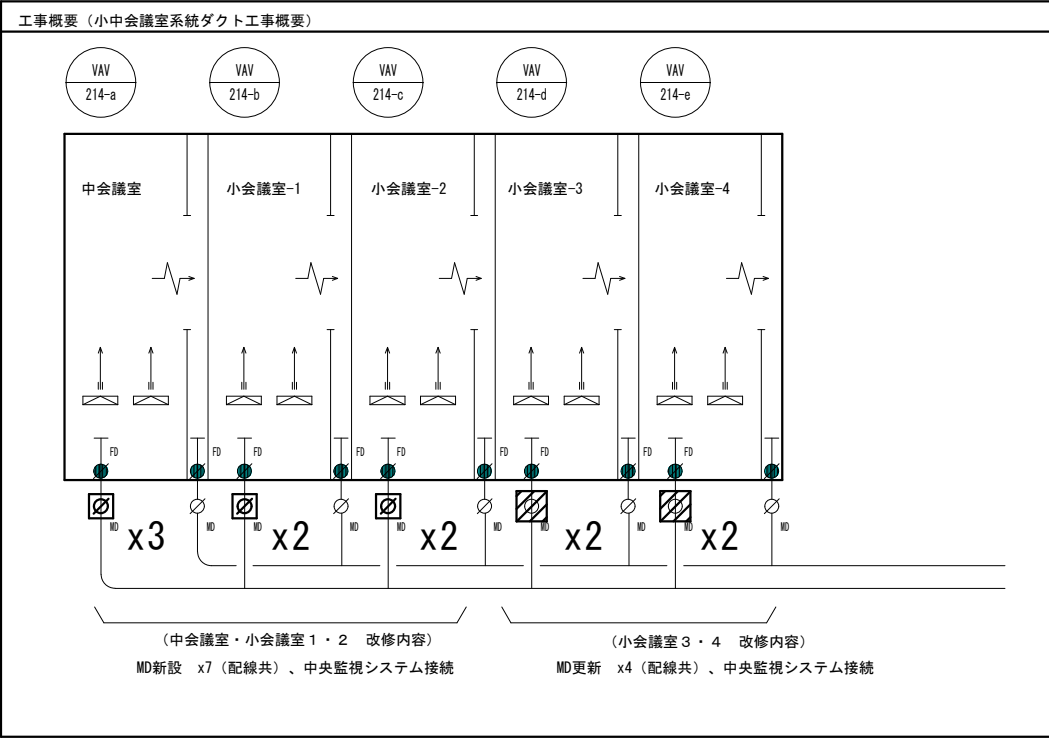 工事概要（小中会議室系統ダクト工事概要）
VAV
214-a
VAV
214-b
VAV
214-c
VAV
214-d
VAV
214-e
中会議室
小会議室-1
小会議室-2
小会議室-3
小会議室-4
FD
FD
FD
FD
FD
FD
FD
FD
FD
FD
MD
MD
MD
MD
MD
MD
MD
MD
MD
MD
x3
x2
x2
x2
x2
（中会議室・小会議室１・２　改修内容）
MD新設　x7（配線共）、中央監視システム接続
（小会議室３・４　改修内容）
MD更新　x4（配線共）、中央監視システム接続